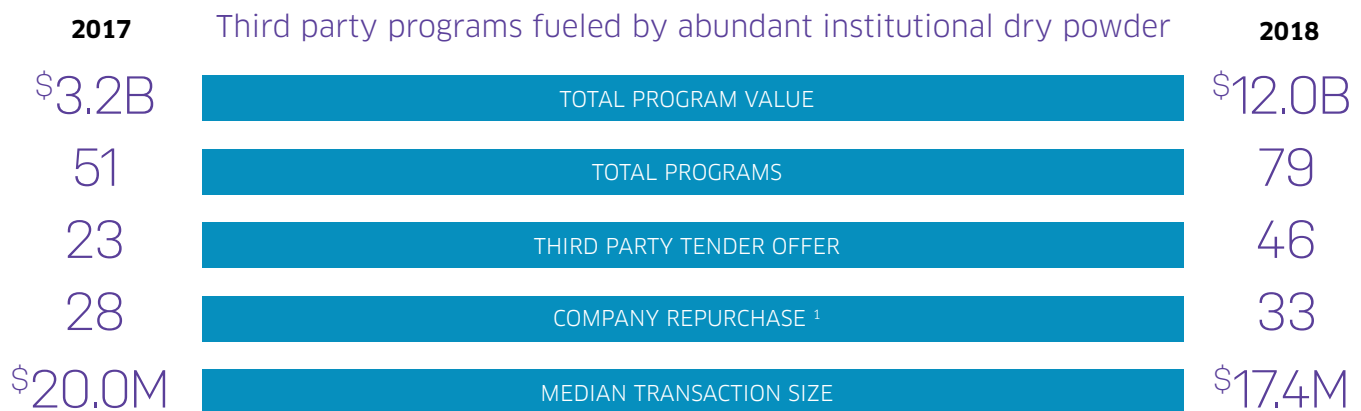 2017 Third party programs fueled by abundant institutional dry powder 2018
$3.2B TOTAL PROGRAM VALUE $12.0B
51 TOTAL PROGRAMS 79
23 THIRD PARTY TENDER OFFER 46
28 COMPANY REPURCHASE 1 33
$20.0M MEDIAN TRANSACTION SIZE $17.4M